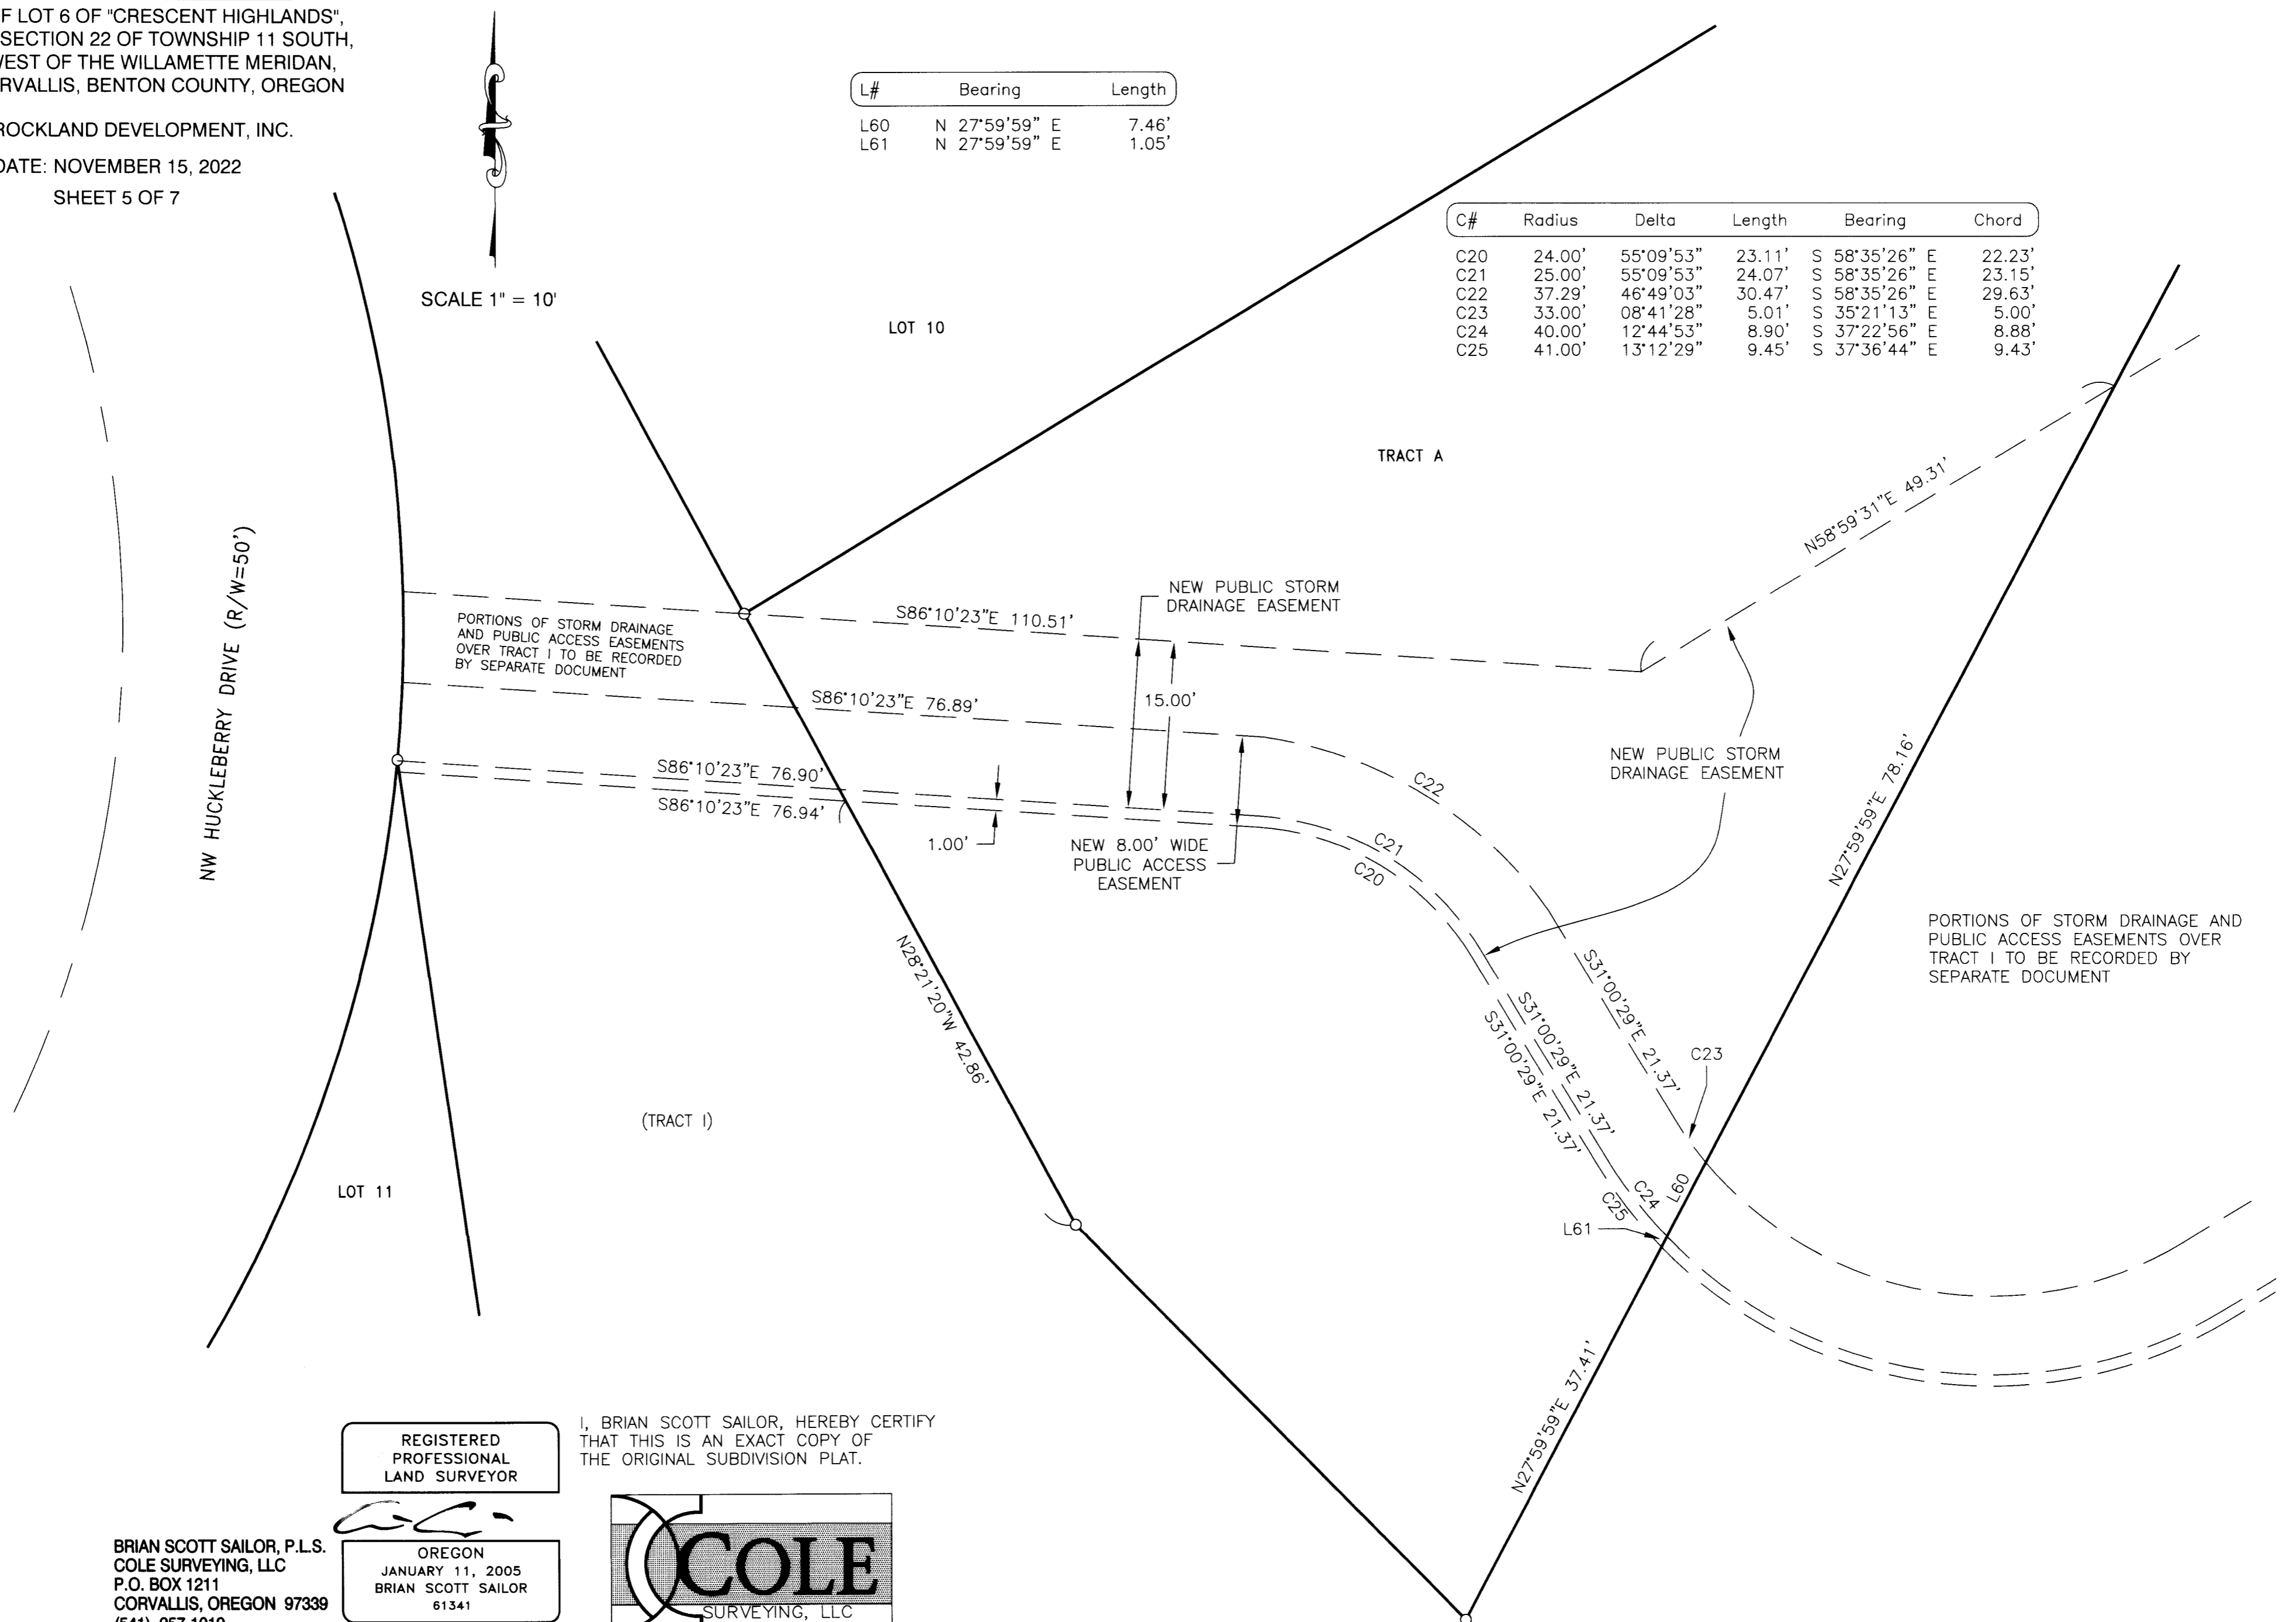 F LOT 6 OF "CRESCENT HIGHLANDS",
SECTION 22 OF TOWNSHIP 11 SOUTH,
WEST OF THE WILLAMETTE MERIDAN,
RVALLIS, BENTON COUNTY, OREGON
ROCKLAND DEVELOPMENT, INC.
DATE: NOVEMBER 15, 2022
SHEET 5 OF 7
SCALE 1" = 10'
L# Bearing Length
L60 N 27°59'59" E 7.46'
L61 N 27°59'59" E 1.05'
C# Radius Delta Length Bearing Chord
C20 24.00' 55°09'53" 23.11' S 58°35'26" E 22.23'
C21 25.00' 55°09'53" 24.07' S 58°35'26" E 23.15'
C22 37.29' 46°49'03" 30.47' S 58°35'26" E 29.63'
C23 33.00' 08°41'28" 5.01' S 35°21'13" E 5.00'
C24 40.00' 12°44'53" 8.90' S 37°22'56" E 8.88'
C25 41.00' 13°12'29" 9.45' S 37°36'44" E 9.43'
LOT 10
TRACT A
N58°59'31"E 49.31'
NW HUCKLEBERRY DRIVE (R/W=50')
PORTIONS OF STORM DRAINAGE
AND PUBLIC ACCESS EASEMENTS
OVER TRACT I TO BE RECORDED
BY SEPARATE DOCUMENT
S86°10'23"E 110.51'
NEW PUBLIC STORM
DRAINAGE EASEMENT
S86°10'23"E 76.89'
15.00'
S86°10'23"E 76.90'
S86°10'23"E 76.94'
1.00'
NEW 8.00' WIDE
PUBLIC ACCESS
EASEMENT
C22
C21
C20
NEW PUBLIC STORM
DRAINAGE EASEMENT
N27°59'59"E 78.16'
PORTIONS OF STORM DRAINAGE AND
PUBLIC ACCESS EASEMENTS OVER
TRACT I TO BE RECORDED BY
SEPARATE DOCUMENT
N28°21'20"W 42.86'
S31°00'29"E 21.37'
S31°00'29"E 21.37'
S31°00'29"E 21.37'
C23
(TRACT I)
LOT 11
C24
L60
C25
L61
N27°59'59"E 37.41'
I, BRIAN SCOTT SAILOR, HEREBY CERTIFY
THAT THIS IS AN EXACT COPY OF
THE ORIGINAL SUBDIVISION PLAT.
REGISTERED
PROFESSIONAL
LAND SURVEYOR
OREGON
JANUARY 11, 2005
BRIAN SCOTT SAILOR
61341
BRIAN SCOTT SAILOR, P.L.S.
COLE SURVEYING, LLC
P.O. BOX 1211
CORVALLIS, OREGON 97339
COLE
SURVEYING, LLC